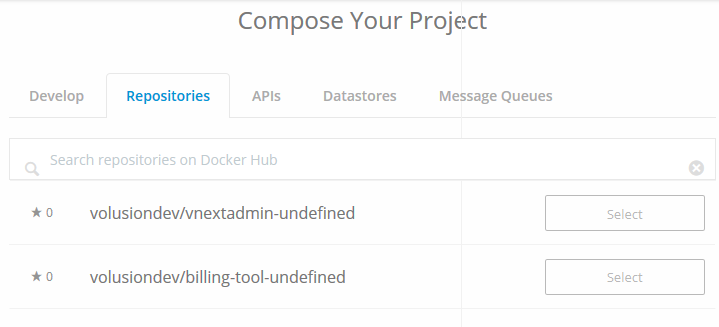 Compose Your Project
Develop Repositories APIs Datastores Message Queues
Search repositories on Docker Hub
★ 0 volusiondev/vnextadmin-undefined Select
★ 0 volusiondev/billing-tool-undefined Select